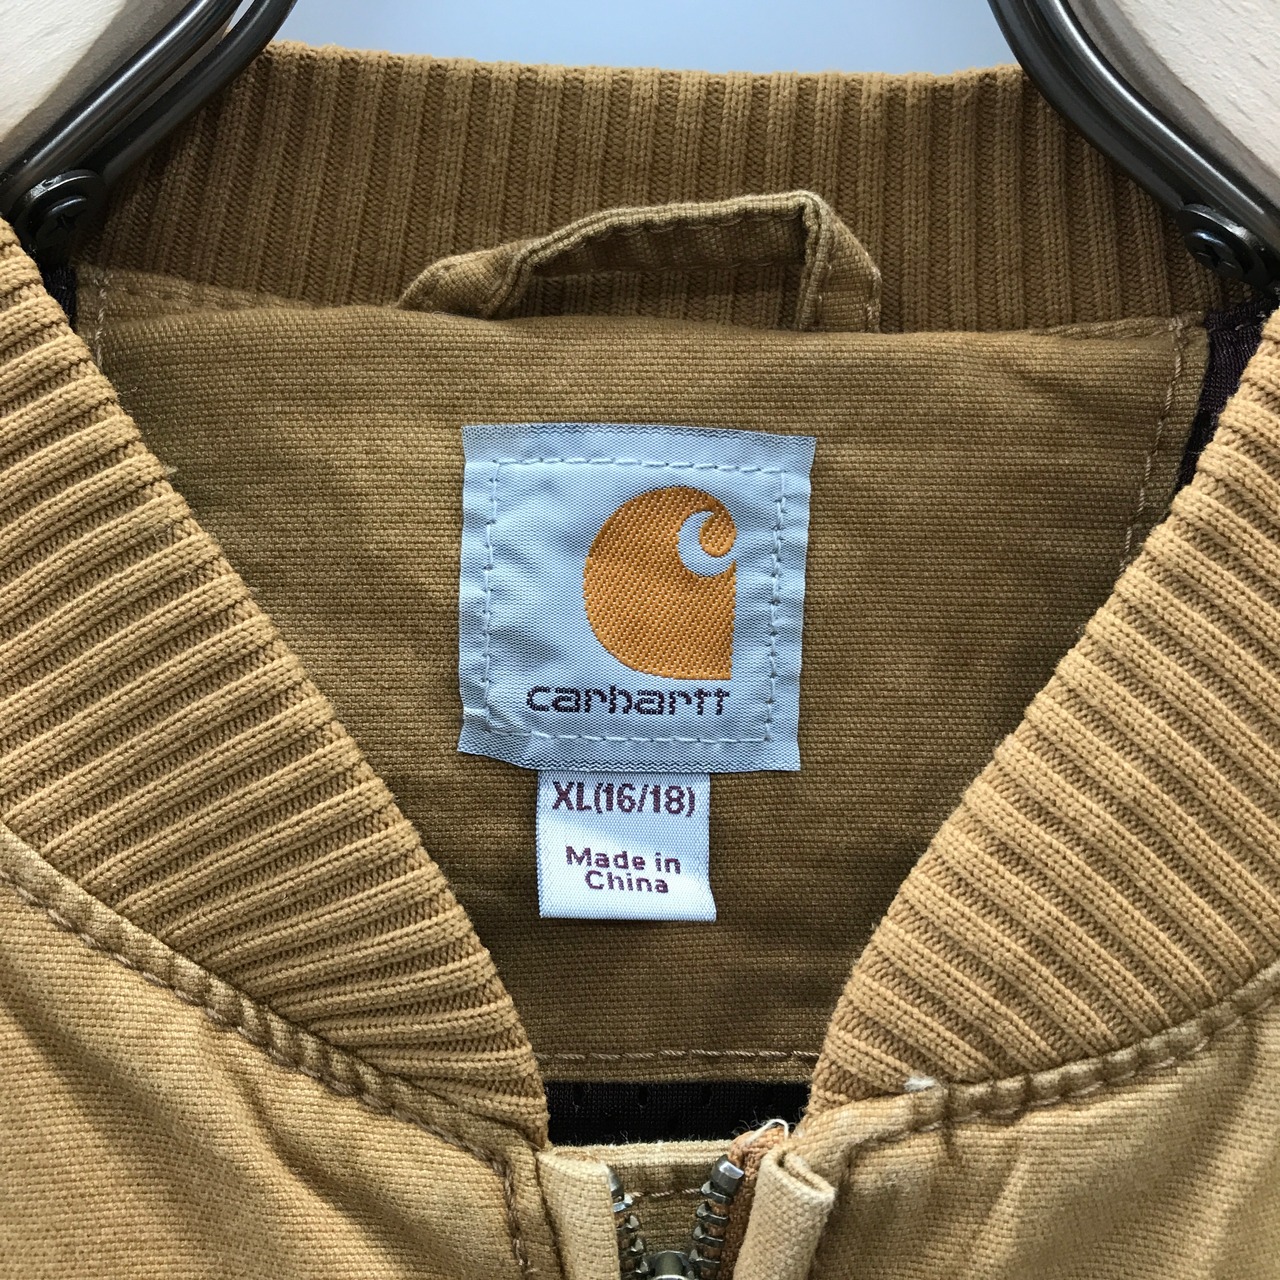 carhartt
XL(16/18)
Made in
China